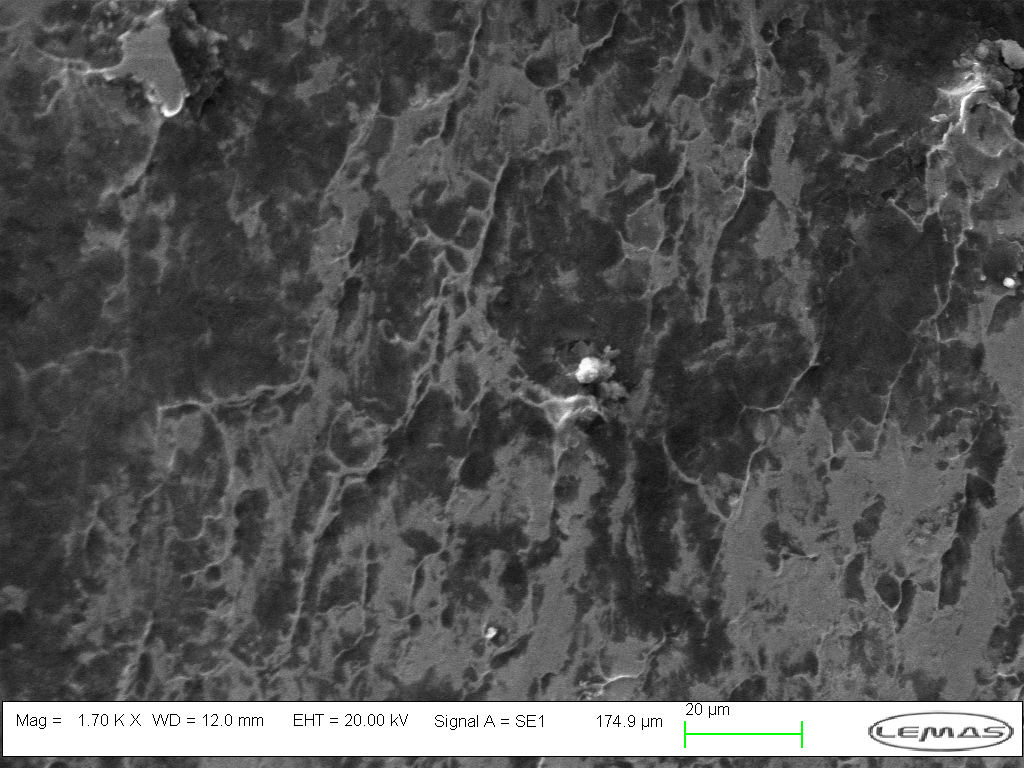 20 µm
Mag = 1.70 K X WD = 12.0 mm EHT = 20.00 kV Signal A = SE1 174.9 µm
LEMAS